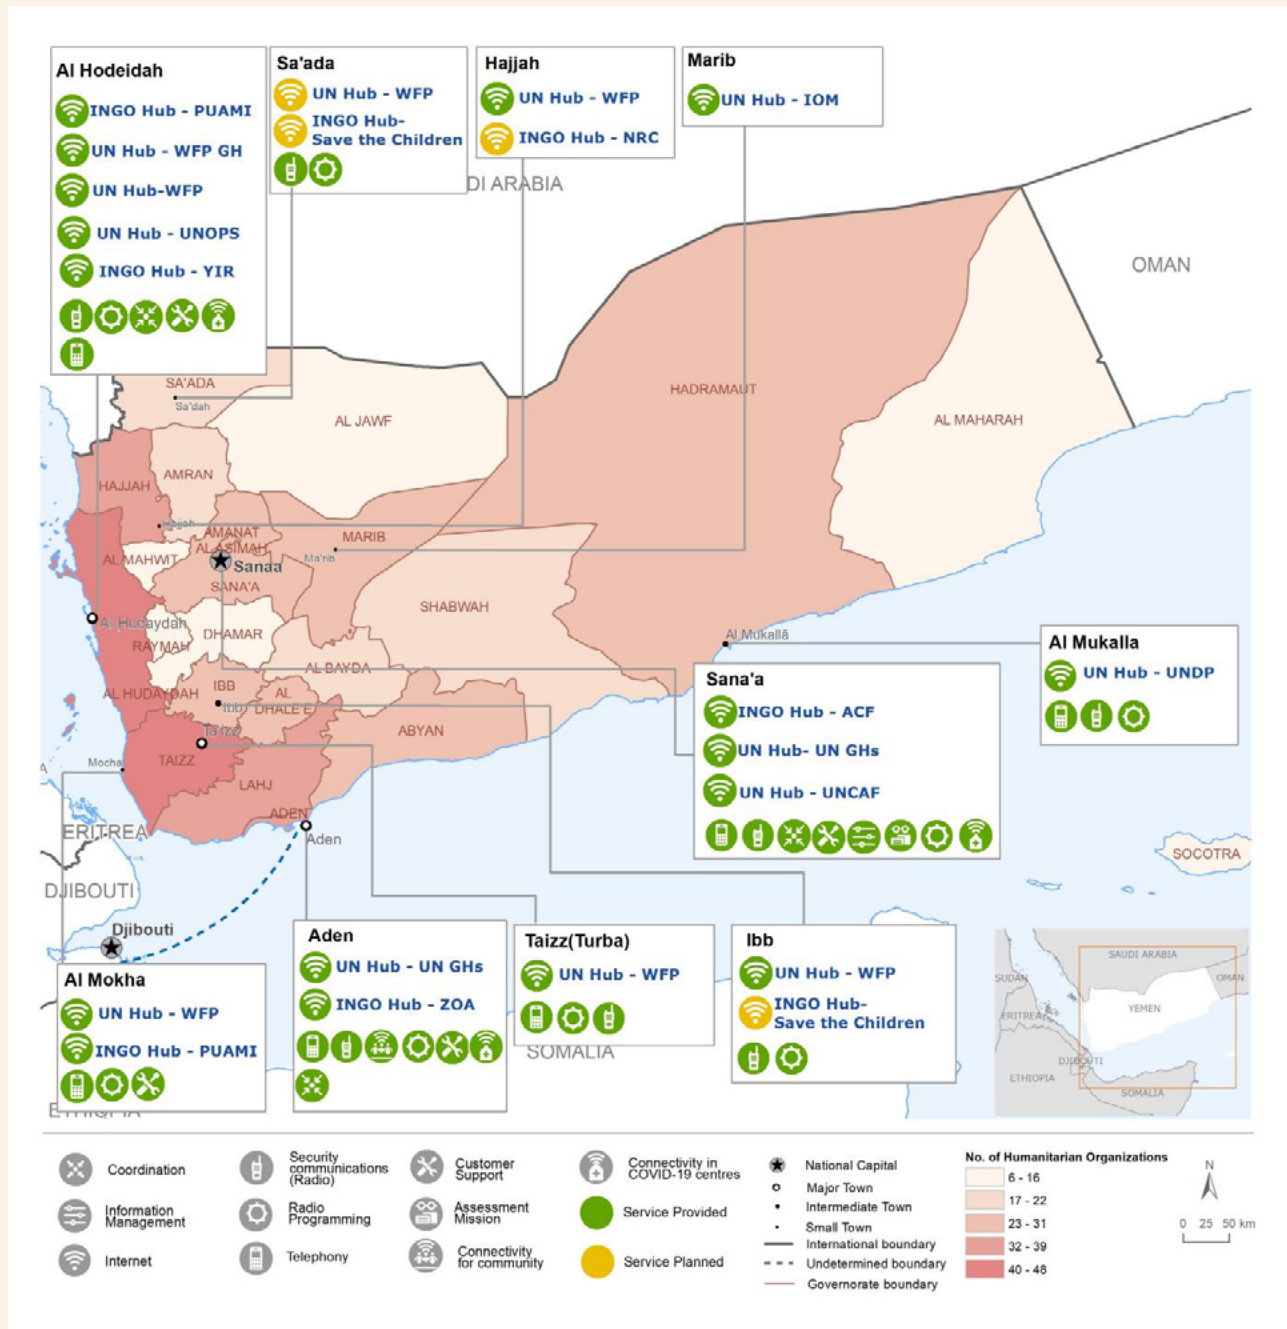 Al Hodeidah
INGO Hub - PUAMI
UN Hub - WFP GH
UN Hub-WFP
UN Hub - UNOPS
INGO Hub - YIR
Sa'ada
UN Hub - WFP
INGO Hub-
Save the Children
Hajjah
UN Hub - WFP
INGO Hub - NRC
Marib
UN Hub - IOM
DI ARABIA
OMAN
SA'ADA
Sa'dah
AL JAWF
HADRAMAUT
AL MAHARAH
AMRAN
HAJJAH
Hajjah
AMANAT
ALASIMAH
MARIB
Ma'rib
AL MAHWIT
Sanaa
SANA'A
SHABWAH
Al Hudaydah
DHAMAR
RAYMAH
AL BAYDA
Al Mukallā
AL HUDAYDAH
IBB
Ibb
AL
DHALE'E
ABYAN
Ta'izz
TAIZZ
Mocha
LAHJ
ADEN
Aden
A
ERITREA
DJIBOUTI
Djibouti
SOCOTRA
Al Mukalla
UN Hub - UNDP
Sana'a
INGO Hub - ACF
UN Hub- UN GHs
UN Hub - UNCAF
Al Mokha
UN Hub - WFP
INGO Hub - PUAMI
ETHIOPIA
Aden
UN Hub - UN GHs
INGO Hub - ZOA
Taizz(Turba)
UN Hub - WFP
SOMALIA
Ibb
UN Hub - WFP
INGO Hub-
Save the Children
SAUDI ARABIA
SUDAN
OMAN
YEMEN
ERITREA
DJIBOUTI
ETHIOPIA
SOMALIA
Coordination
Information
Management
Internet
Security
communications
(Radio)
Radio
Programming
Telephony
Customer
Support
Assessment
Mission
Connectivity
for community
Connectivity in
COVID-19 centres
Service Provided
Service Planned
National Capital
Major Town
Intermediate Town
Small Town
International boundary
Undetermined boundary
Governorate boundary
No. of Humanitarian Organizations
6 - 16
17 - 22
23 - 31
32 - 39
40 - 48
N
0 25 50 km